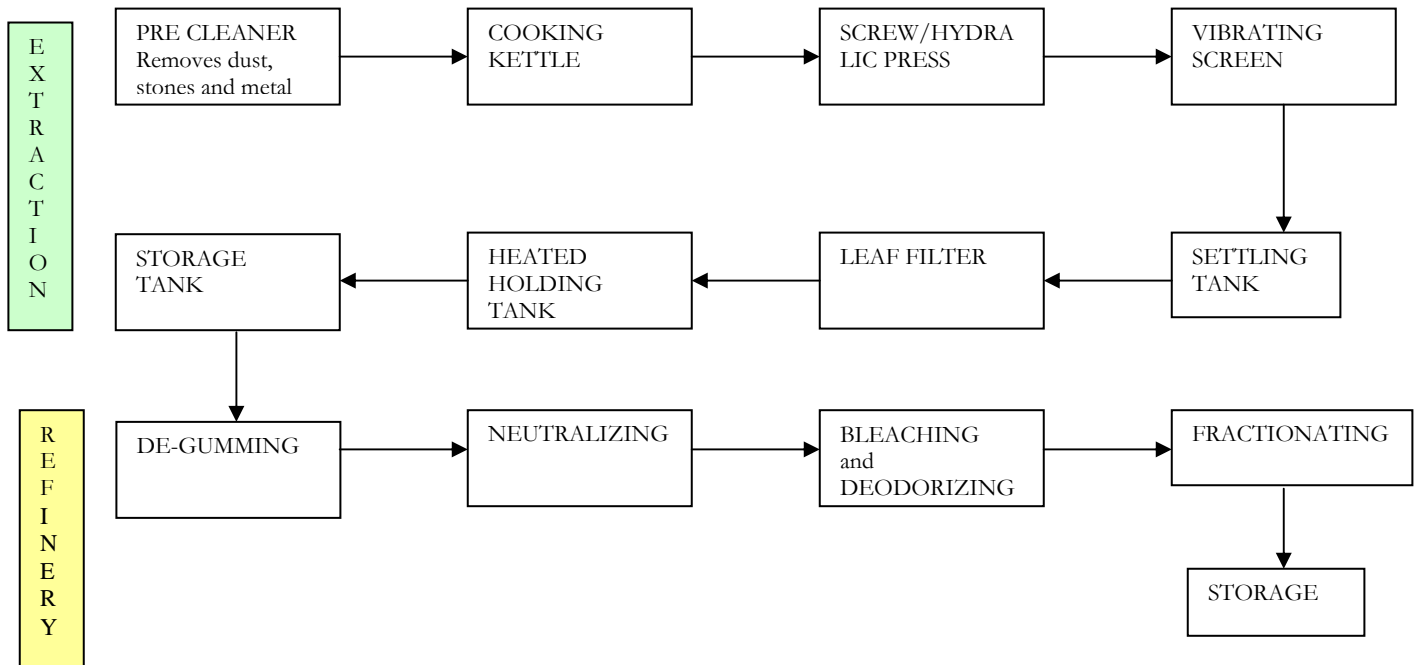 E
X
T
R
A
C
T
I
O
N
PRE CLEANER
Removes dust,
stones and metal
COOKING
KETTLE
SCREW/HYDRA
LIC PRESS
VIBRATING
SCREEN
SETTLING
TANK
LEAF FILTER
HEATED
HOLDING
TANK
STORAGE
TANK
R
E
F
I
N
E
R
Y
DE-GUMMING
NEUTRALIZING
BLEACHING
and
DEODORIZING
FRACTIONATING
STORAGE